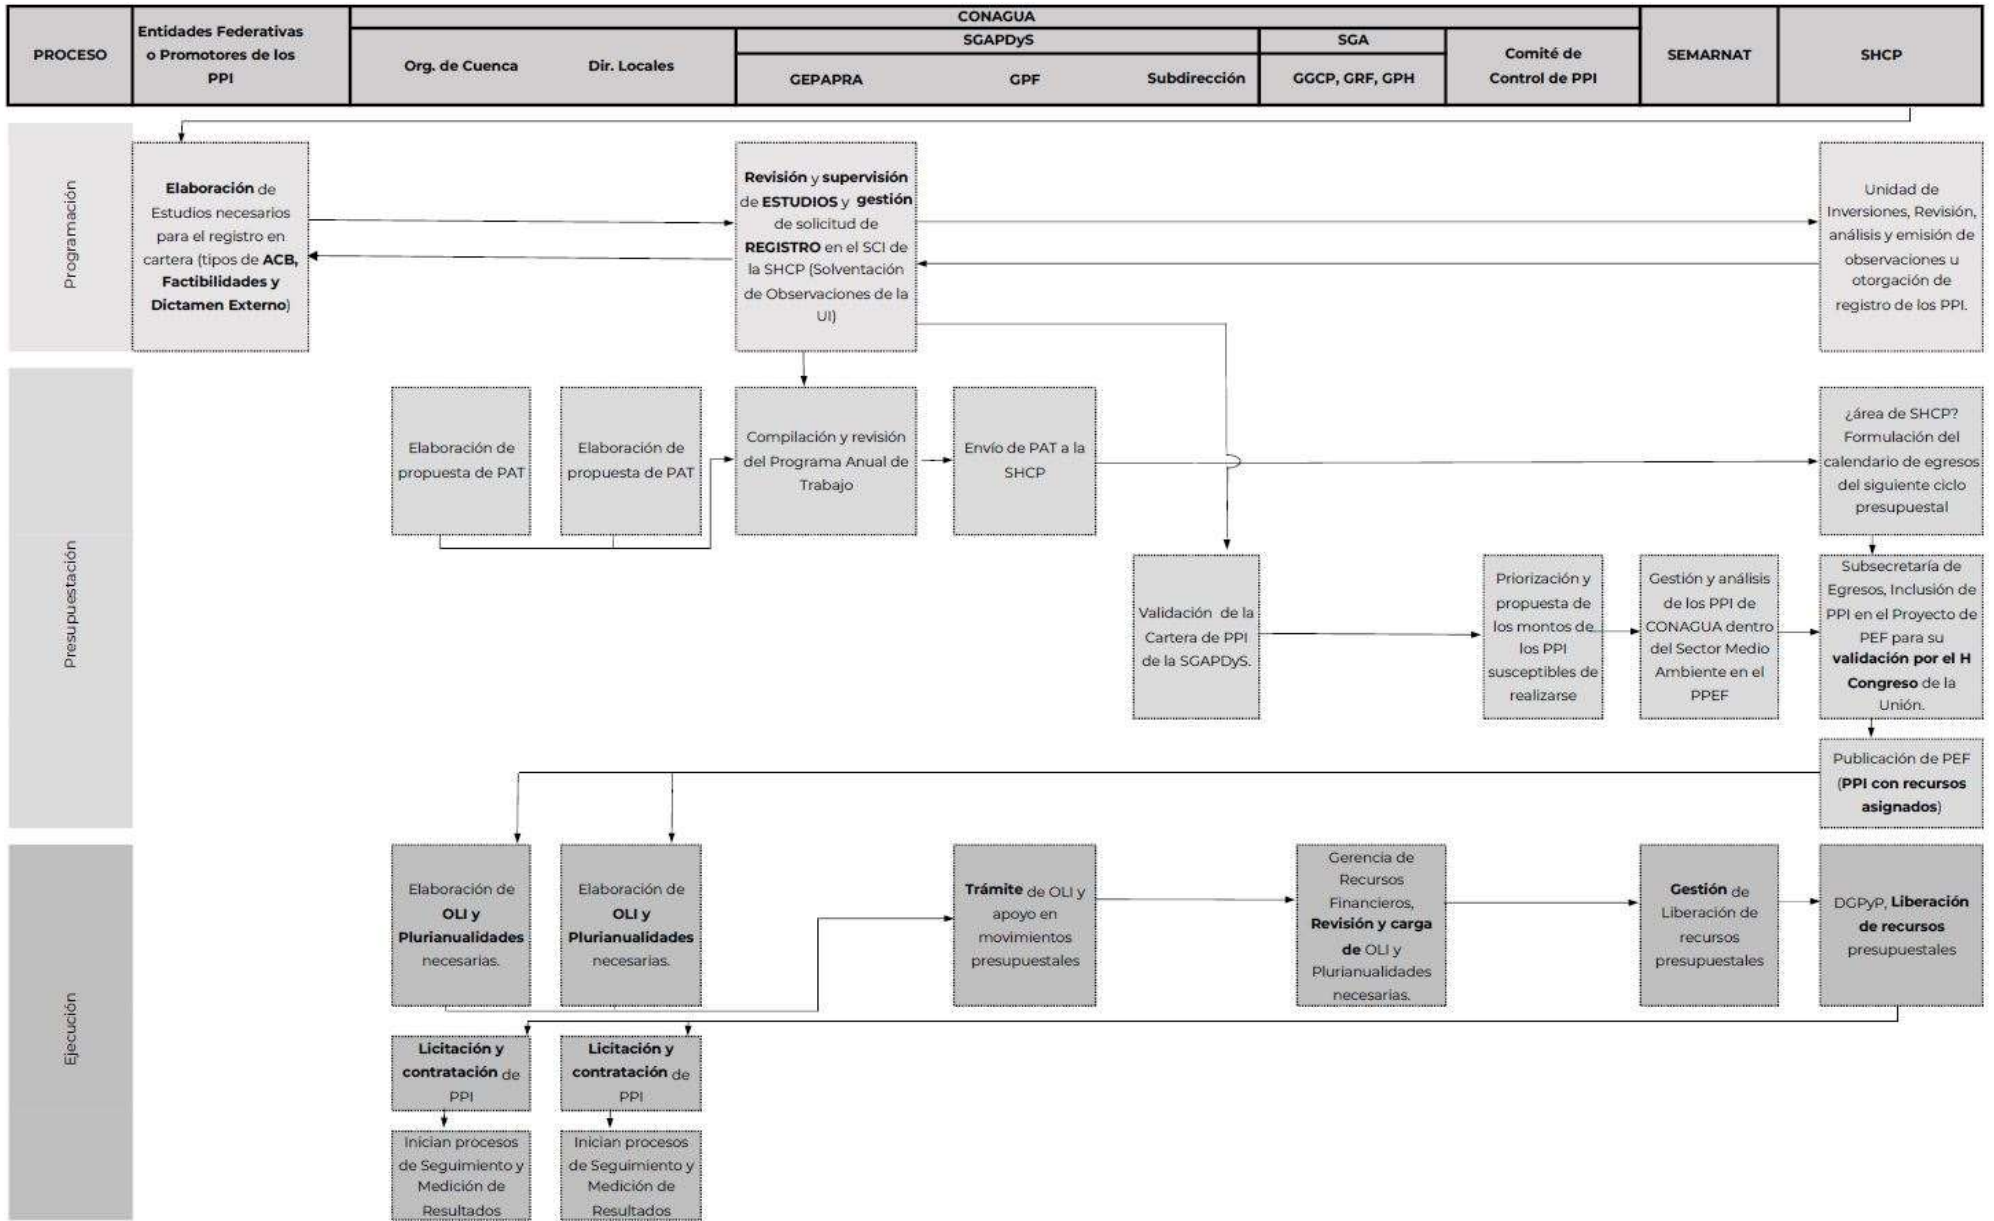 CONAGUA
PROCESO
Entidades Federativas
o Promotores de los
PPI
SGAPDyS
SGA
Org. de Cuenca
Dir. Locales
GEPAPRA
GPF
Subdirección
GGCP, GRF, GPH
Comité de
Control de PPI
SEMARNAT
SHCP
Programación
Elaboración de
Estudios necesarios
para el registro en
cartera (tipos de ACB,
Factibilidades y
Dictamen Externo)
Revisión y supervisión
de ESTUDIOS y gestión
de solicitud de
REGISTRO en el SCI de
la SHCP (Solventación
de Observaciones de la
UI)
Unidad de
Inversiones, Revisión,
análisis y emisión de
observaciones u
otorgación de
registro de los PPI.
Presupuestación
Elaboración de
propuesta de PAT
Elaboración de
propuesta de PAT
Compilación y revisión
del Programa Anual de
Trabajo
Envío de PAT a la
SHCP
¿área de SHCP?
Formulación del
calendario de egresos
del siguiente ciclo
presupuestal
Validación de la
Cartera de PPI
de la SGAPDyS.
Priorización y
propuesta de
los montos de
los PPI
susceptibles de
realizarse
Gestión y análisis
de los PPI de
CONAGUA dentro
del Sector Medio
Ambiente en el
PPEF
Subsecretaría de
Egresos, Inclusión de
PPI en el Proyecto de
PEF para su
validación por el H
Congreso de la
Unión.
Publicación de PEF
(PPI con recursos
asignados)
Ejecución
Elaboración de
OLI y
Plurianualidades
necesarias.
Elaboración de
OLI y
Plurianualidades
necesarias.
Trámite de OLI y
apoyo en
movimientos
presupuestales
Gerencia de
Recursos
Financieros,
Revisión y carga
de OLI y
Plurianualidades
necesarias.
Gestión de
Liberación de
recursos
presupuestales
DGPyP, Liberación
de recursos
presupuestales
Licitación y
contratación de
PPI
Licitación y
contratación de
PPI
Inician procesos
de Seguimiento y
Medición de
Resultados
Inician procesos
de Seguimiento y
Medición de
Resultados